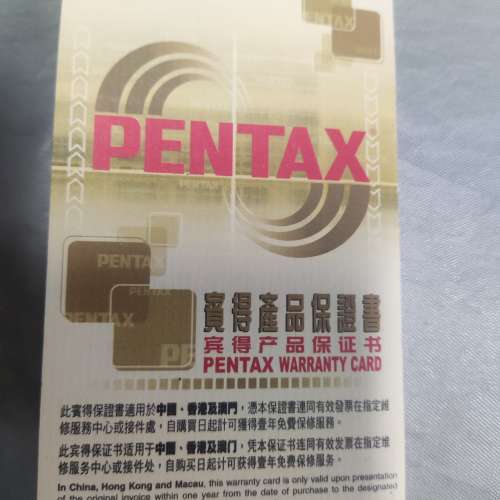 PENTAX
PENTAX
PENTAX
PENTAX
PENTAX
賓得產品保證書
宾得产品保证书
PENTAX WARRANTY CARD
此賓得保證書適用於中國、香港及澳門，憑本保證書連同有效發票在指定維
修服務中心或接件處，自購買日起計可獲得壹年免費保修服務。
此宾得保证书适用于中国、香港及澳门，凭本保证书连同有效发票在指定维
修服务中心或接件处，自购买日起计可获得壹年免费保修服务。
In China, Hong Kong and Macau, this warranty card is only valid upon presentation
of the original invoice within one year from the date of purchase to the designated